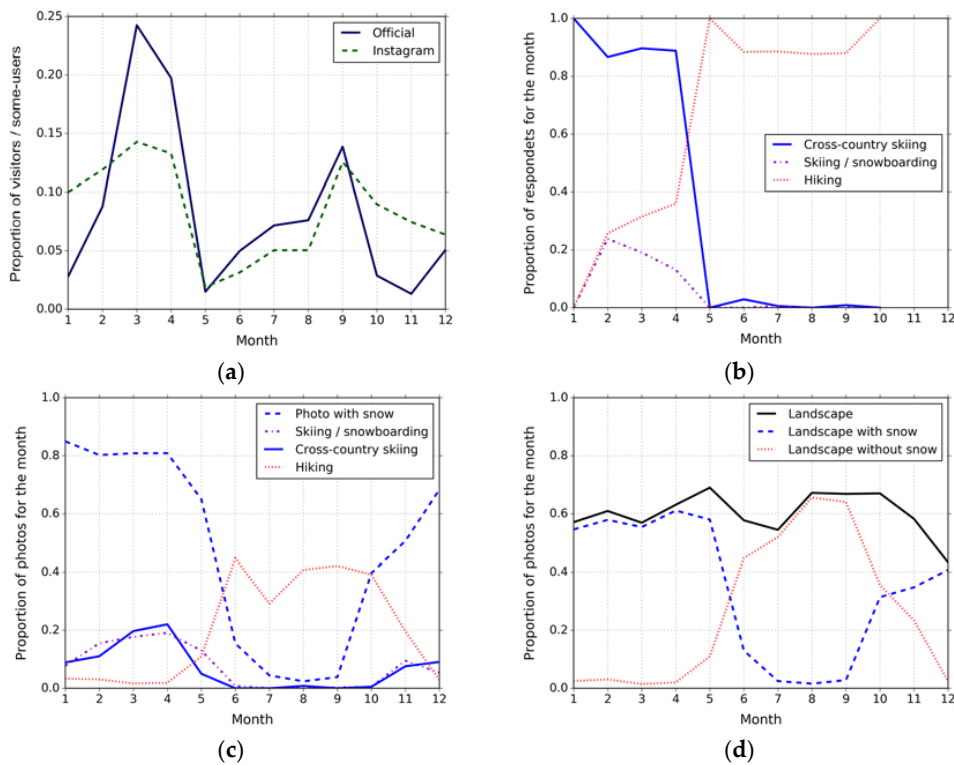 0.25
0.20
0.15
0.10
0.05
0.00
Proportion of visitors / some-users
Official
Instagram
1 2 3 4 5 6 7 8 9 10 11 12
Month
(a)
1.0
0.8
0.6
0.4
0.2
0.0
Proportion of respondets for the month
Cross-country skiing
Skiing / snowboarding
Hiking
1 2 3 4 5 6 7 8 9 10 11 12
Month
(b)
1.0
0.8
0.6
0.4
0.2
0.0
Proportion of photos for the month
Photo with snow
Skiing / snowboarding
Cross-country skiing
Hiking
1 2 3 4 5 6 7 8 9 10 11 12
Month
(c)
1.0
0.8
0.6
0.4
0.2
0.0
Proportion of photos for the month
Landscape
Landscape with snow
Landscape without snow
1 2 3 4 5 6 7 8 9 10 11 12
Month
(d)